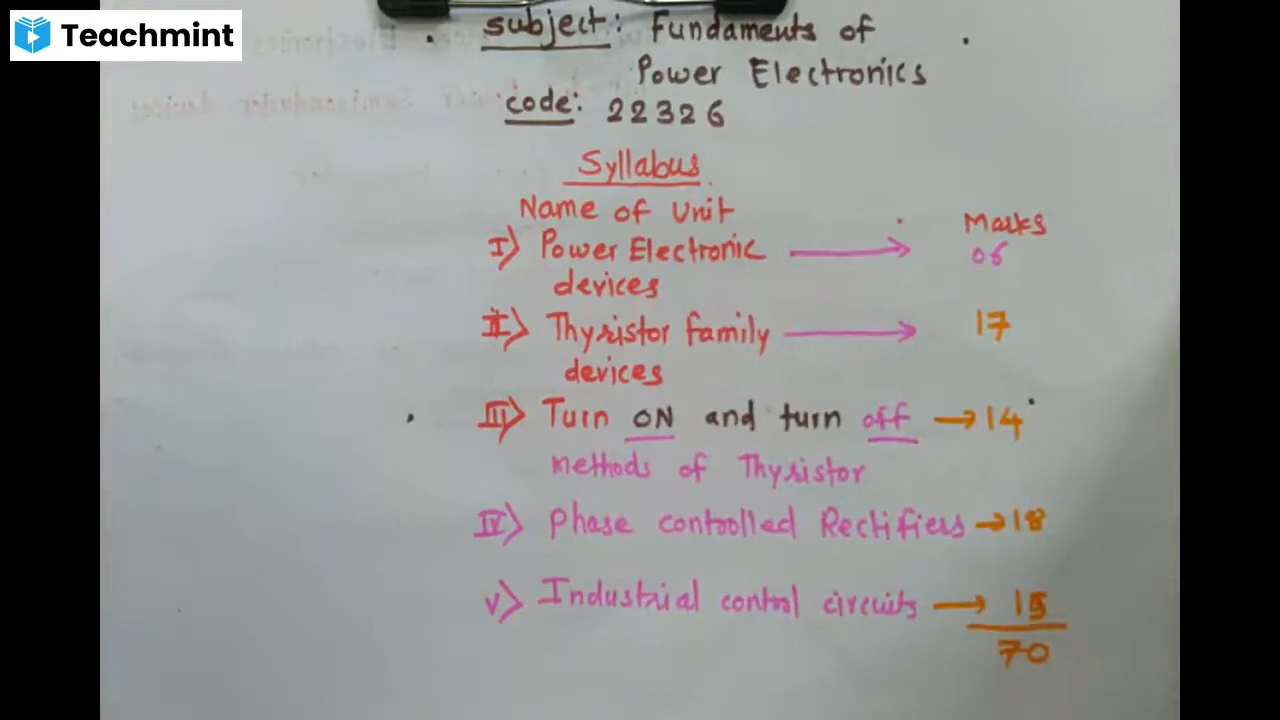 Teachmint
subject: Fundaments of
Power Electronics
code: 22326
Syllabus
Name of Unit
Marks
I) Power Electronic → 06
devices
II) Thyristor family → 17
devices
III) Turn ON and turn off → 14
methods of Thyristor
IV) Phase controlled Rectifiers → 18
V) Industrial control circuits → 15
70